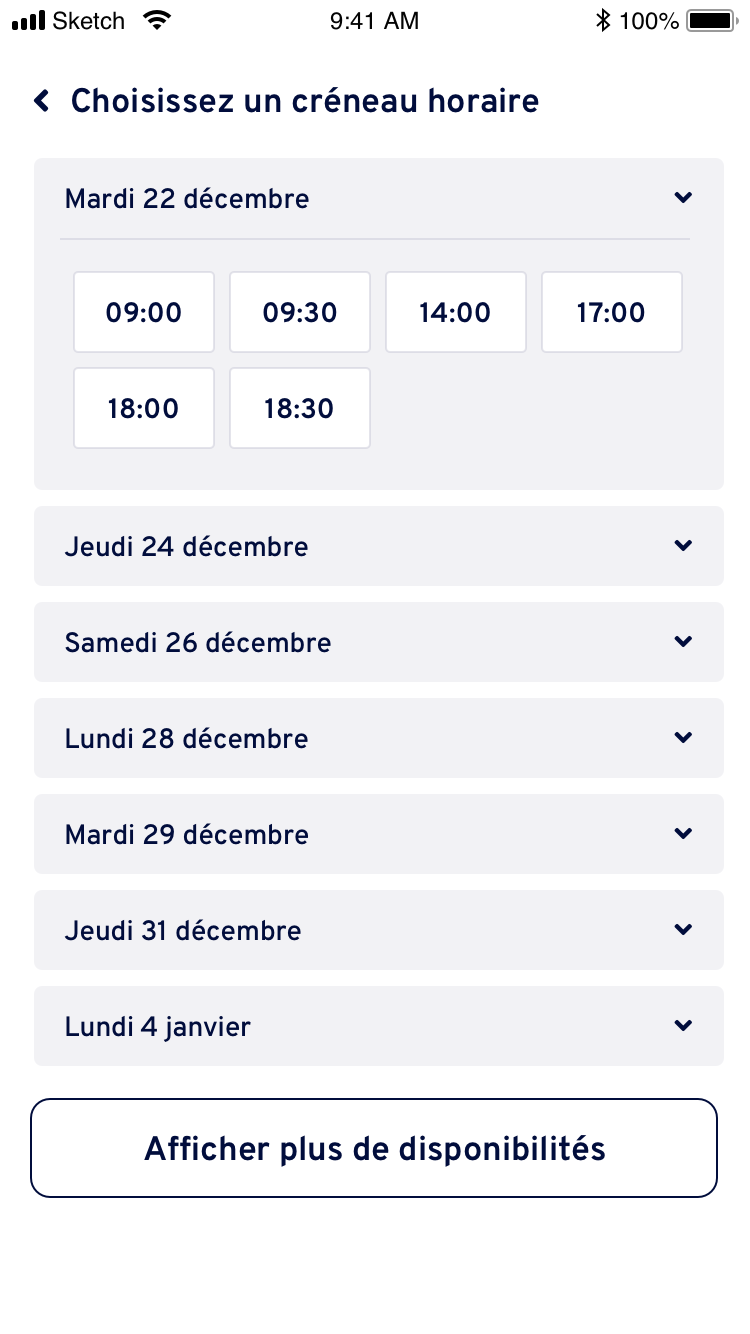 Sketch 9:41 AM 100%
Choisissez un créneau horaire
Mardi 22 décembre
09:00 09:30 14:00 17:00
18:00 18:30
Jeudi 24 décembre
Samedi 26 décembre
Lundi 28 décembre
Mardi 29 décembre
Jeudi 31 décembre
Lundi 4 janvier
Afficher plus de disponibilités